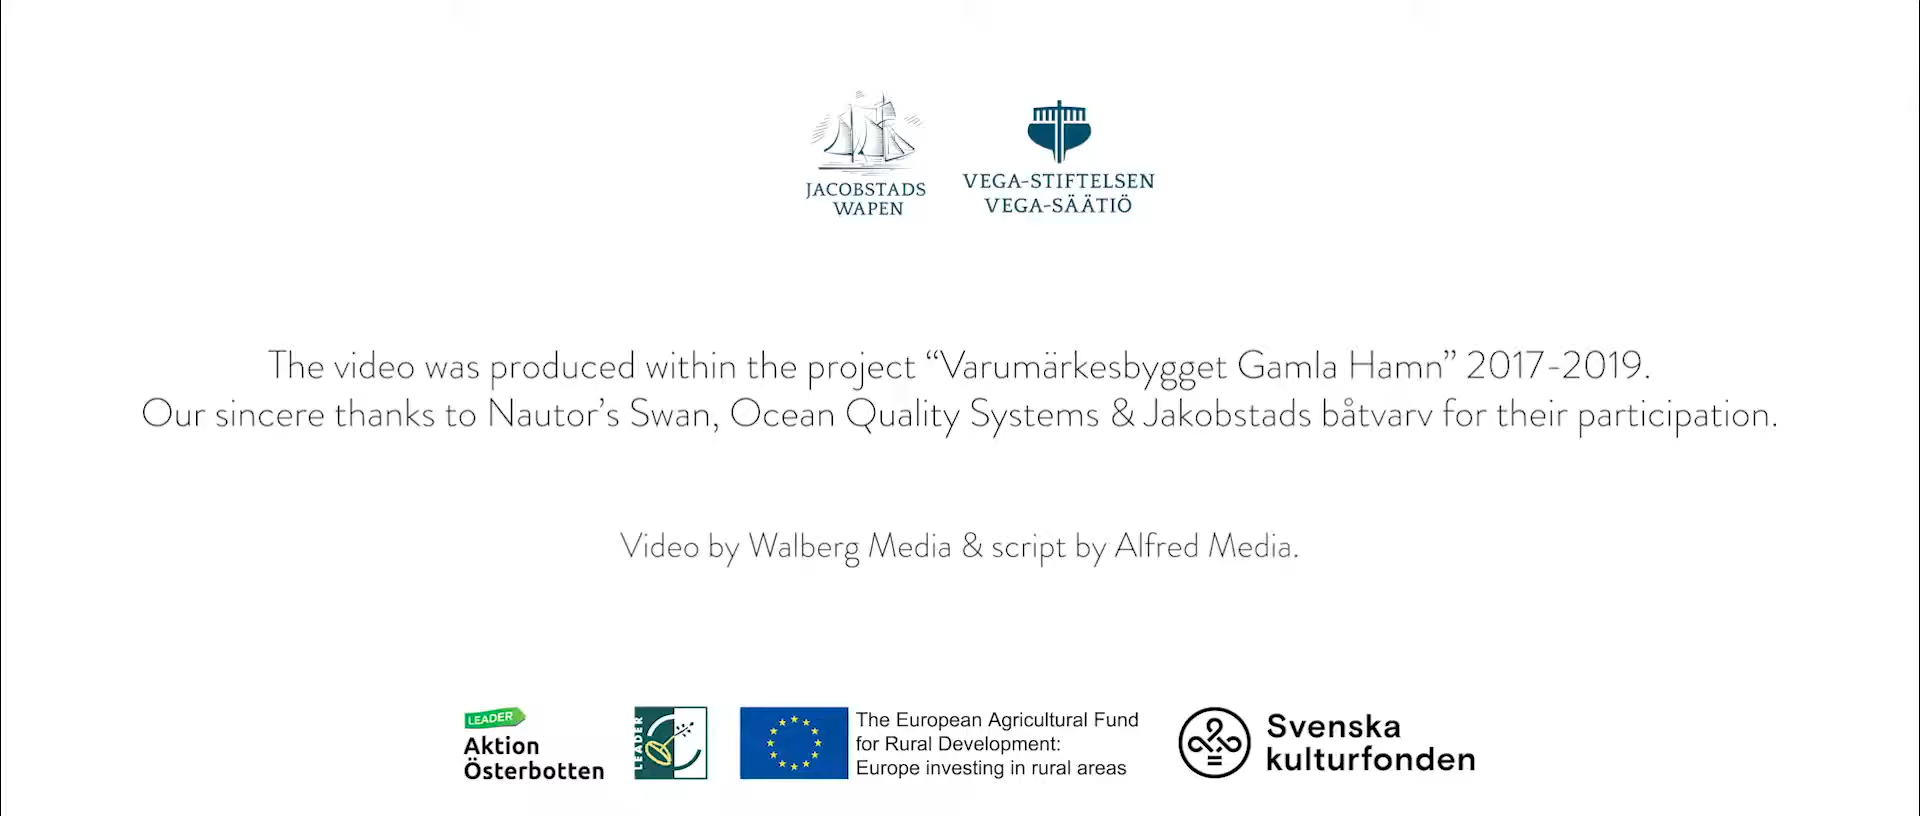 JACOBSTADS
WAPEN
VEGA-STIFTELSEN
VEGA-SÄÄTIÖ
The video was produced within the project “Varumärkesbygget Gamla Hamn” 2017-2019.
Our sincere thanks to Nautor’s Swan, Ocean Quality Systems & Jakobstads båtvarv for their participation.
Video by Walberg Media & script by Alfred Media.
LEADER
Aktion
Österbotten
LEADER
The European Agricultural Fund
for Rural Development:
Europe investing in rural areas
Svenska
kulturfonden